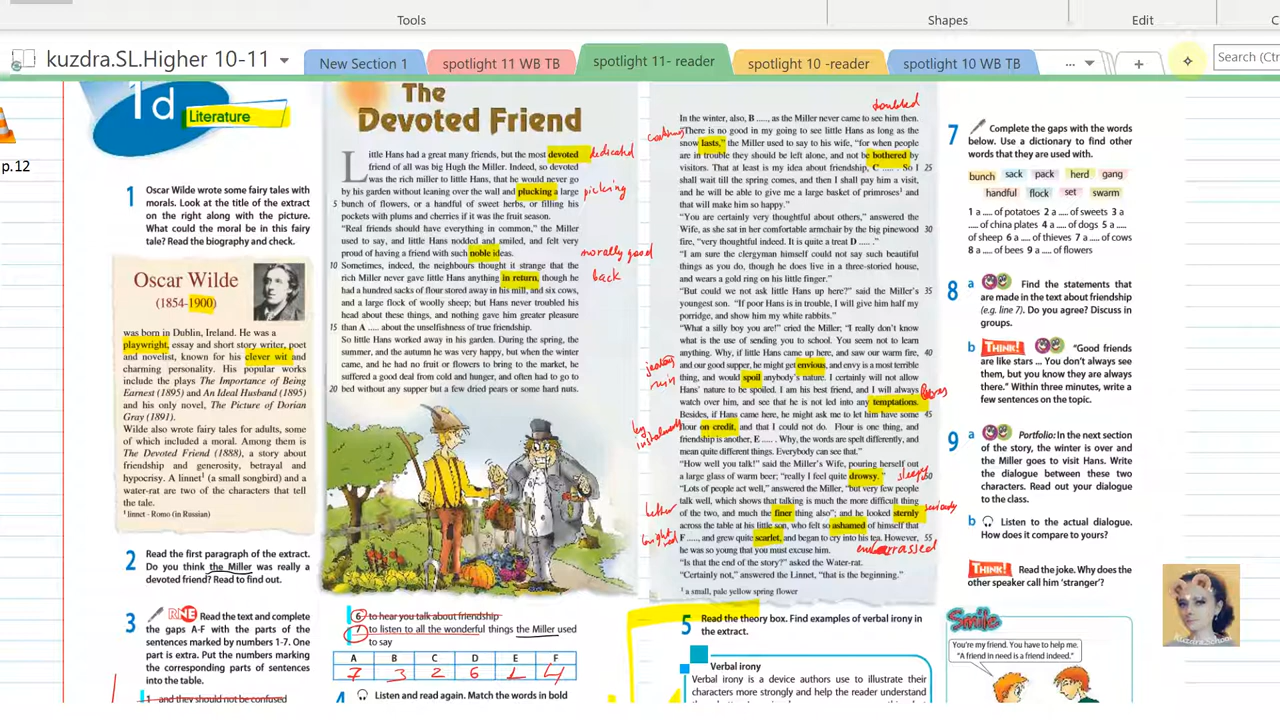 Tools
Shapes
Edit
kuzdra.SL.Higher 10-11
New Section 1
spotlight 11 WB TB
spotlight 11- reader
spotlight 10 -reader
spotlight 10 WB TB
...
Search (Ctr
p.12
1d
Literature
1 Oscar Wilde wrote some fairy tales with
morals. Look at the title of the extract
on the right along with the picture.
What could the moral be in this fairy
tale? Read the biography and check.
Oscar Wilde
(1854-1900)
was born in Dublin, Ireland. He was a
playwright, essay and short story writer, poet
and novelist, known for his clever wit and
charming personality. His popular works
include the plays The Importance of Being
Earnest (1895) and An Ideal Husband (1895)
and his only novel, The Picture of Dorian
Gray (1891).
Wilde also wrote fairy tales for adults, some
of which included a moral. Among them is
The Devoted Friend (1888), a story about
friendship and generosity, betrayal and
hypocrisy. A linnet¹ (a small songbird) and a
water-rat are two of the characters that tell
the tale.
¹ linnet - Romo (in Russian)
2 Read the first paragraph of the extract.
Do you think the Miller was really a
devoted friend? Read to find out.
3 RNE Read the text and complete
the gaps A-F with the parts of the
sentences marked by numbers 1-7. One
part is extra. Put the numbers marking
the corresponding parts of sentences
into the table.
1 and they should not be confused
The
Devoted Friend
Little Hans had a great many friends, but the most devoted dedicated
friend of all was big Hugh the Miller. Indeed, so devoted
was the rich miller to little Hans, that he would never go
by his garden without leaning over the wall and plucking a large picking
5 bunch of flowers, or a handful of sweet herbs, or filling his
pockets with plums and cherries if it was the fruit season.
"Real friends should have everything in common," the Miller
used to say, and little Hans nodded and smiled, and felt very
proud of having a friend with such noble ideas. morally good
10 Sometimes, indeed, the neighbours thought it strange that the
rich Miller never gave little Hans anything in return, though he back
had a hundred sacks of flour stored away in his mill, and six cows,
and a large flock of woolly sheep; but Hans never troubled his
head about these things, and nothing gave him greater pleasure
15 than A ..... about the unselfishness of true friendship.
So little Hans worked away in his garden. During the spring, the
summer, and the autumn he was very happy, but when the winter
came, and he had no fruit or flowers to bring to the market, he
suffered a good deal from cold and hunger, and often had to go to
20 bed without any supper but a few dried pears or some hard nuts.
6 to hear you talk about friendship
7 to listen to all the wonderful things the Miller used
to say
A B C D E F
7 3 2 6 1 4
4 Listen and read again. Match the words in bold
troubled
In the winter, also, B ....., as the Miller never came to see him then.
"There is no good in my going to see little Hans as long as the
snow lasts," the Miller used to say to his wife, "for when people
are in trouble they should be left alone, and not be bothered by
visitors. That at least is my idea about friendship, C ...... So I 25
shall wait till the spring comes, and then I shall pay him a visit,
and he will be able to give me a large basket of primroses¹ and
that will make him so happy."
"You are certainly very thoughtful about others," answered the
Wife, as she sat in her comfortable armchair by the big pinewood 30
fire, "very thoughtful indeed. It is quite a treat D ..... ."
"I am sure the clergyman himself could not say such beautiful
things as you do, though he does live in a three-storied house,
and wears a gold ring on his little finger."
"But could we not ask little Hans up here?" said the Miller's 35
youngest son. "If poor Hans is in trouble, I will give him half my
porridge, and show him my white rabbits."
"What a silly boy you are!" cried the Miller; "I really don't know
what is the use of sending you to school. You seem not to learn
anything. Why, if little Hans came up here, and saw our warm fire, 40
and our good supper, he might get envious, and envy is a most terrible
thing, and would spoil anybody's nature. I certainly will not allow
ruin
Hans' nature to be spoiled. I am his best friend, and I will always
watch over him, and see that he is not led into any temptations.
Besides, if Hans came here, he might ask me to let him have some 45
flour on credit, and that I could not do. Flour is one thing, and
friendship is another, E ..... . Why, the words are spelt differently, and
mean quite different things. Everybody can see that."
"How well you talk!" said the Miller's Wife, pouring herself out
a large glass of warm beer; "really I feel quite drowsy." sleepy 50
"Lots of people act well," answered the Miller, "but very few people
talk well, which shows that talking is much the more difficult thing
better of the two, and much the finer thing also"; and he looked sternly seriously
across the table at his little son, who felt so ashamed of himself that
bright red F ....., and grew quite scarlet, and began to cry into his tea. However, 55
he was so young that you must excuse him. embarrassed
"Is that the end of the story?" asked the Water-rat.
"Certainly not," answered the Linnet, "that is the beginning."
¹ a small, pale yellow spring flower
5 Read the theory box. Find examples of verbal irony in
the extract.
Verbal irony
Verbal irony is a device authors use to illustrate their
characters more strongly and help the reader understand
7 Complete the gaps with the words
below. Use a dictionary to find other
words that they are used with.
bunch sack pack herd gang
handful flock set swarm
1 a ..... of potatoes 2 a ..... of sweets 3 a
..... of china plates 4 a ..... of dogs 5 a .....
of sheep 6 a ..... of thieves 7 a ..... of cows
8 a ..... of bees 9 a ..... of flowers
8 a Find the statements
that are made in the text about friendship
(e.g. line 7). Do you agree? Discuss in
groups.
b THINK! "Good friends
are like stars ... You don't always see
them, but you know they are always
there." Within three minutes, write a
few sentences on the topic.
9 a Portfolio: In the next section
of the story, the winter is over and
the Miller goes to visit Hans. Write
the dialogue between these two
characters. Read out your dialogue
to the class.
b Listen to the actual dialogue.
How does it compare to yours?
THINK! Read the joke. Why does the
other speaker call him 'stranger'?
Smile
You're my friend. You have to help me.
"A friend in need is a friend indeed."
KuzdraSchool